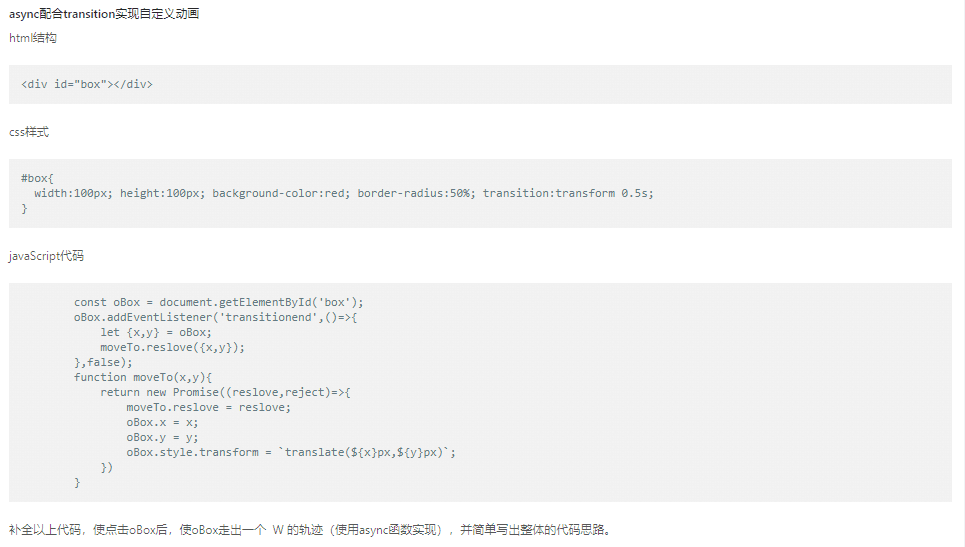 async配合transition实现自定义动画
html结构
<div id="box"></div>
css样式
#box{
  width:100px; height:100px; background-color:red; border-radius:50%; transition:transform 0.5s;
}
javaScript代码
        const oBox = document.getElementById('box');
        oBox.addEventListener('transitionend',()=>{
            let {x,y} = oBox;
            moveTo.reslove({x,y});
        },false);
        function moveTo(x,y){
            return new Promise((reslove,reject)=>{
                moveTo.reslove = reslove;
                oBox.x = x;
                oBox.y = y;
                oBox.style.transform = `translate(${x}px,${y}px)`;
            })
        }
补全以上代码，使点击oBox后，使oBox走出一个 W 的轨迹（使用async函数实现），并简单写出整体的代码思路。